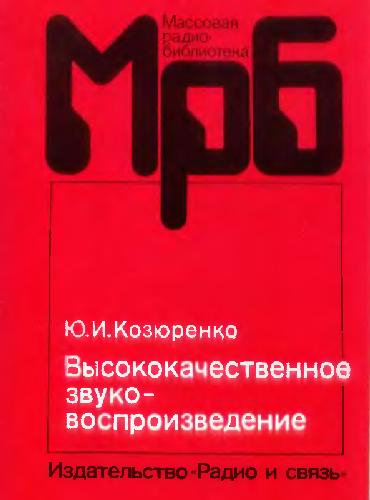 Массовая
радио-
библиотека
Мрб
Ю.И.Козюренко
Высококачественное
звуко-
воспроизведение
Издательство «Радио и связь»